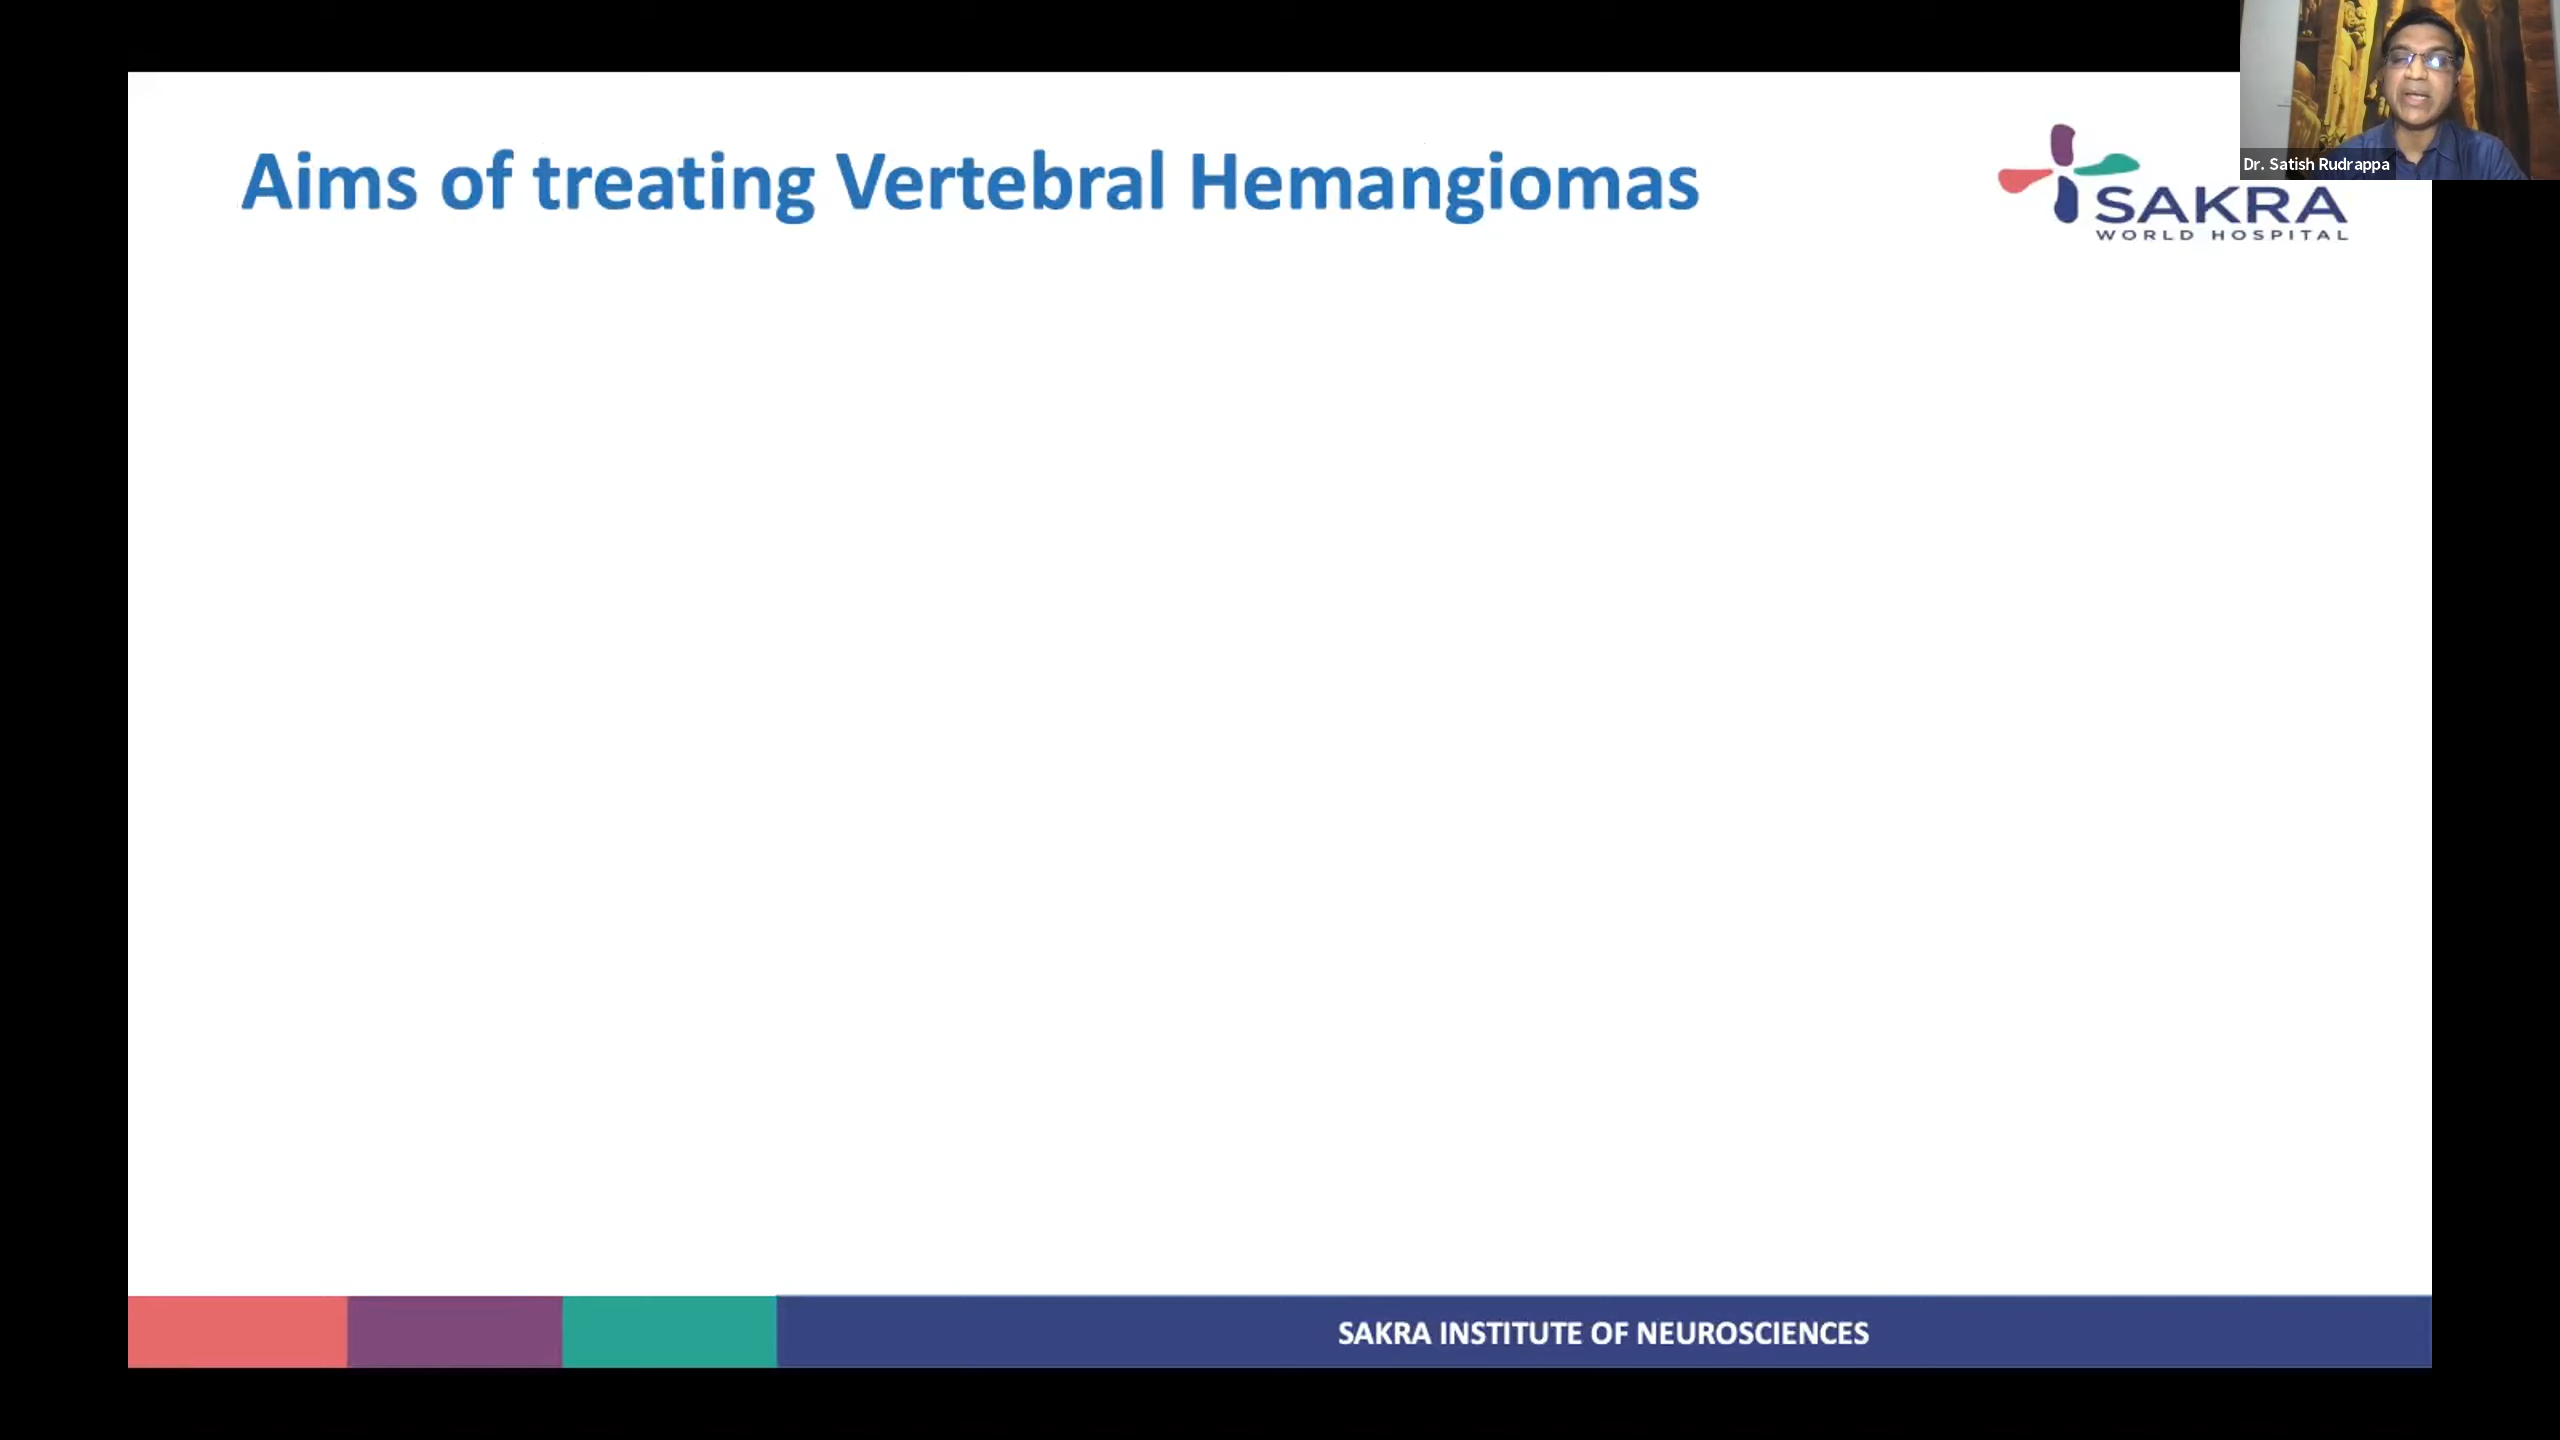 Aims of treating Vertebral Hemangiomas
Dr. Satish Rudrappa
SAKRA
WORLD HOSPITAL
SAKRA INSTITUTE OF NEUROSCIENCES